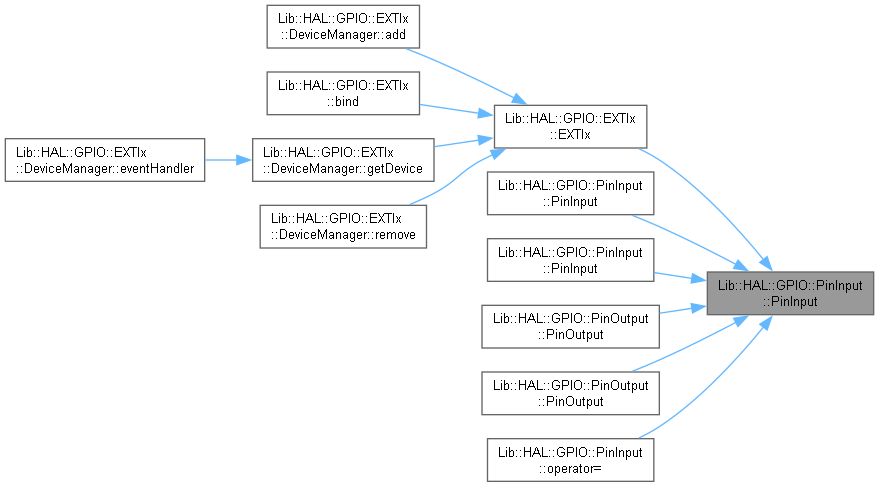 Lib::HAL::GPIO::EXTIx
::DeviceManager::add
Lib::HAL::GPIO::EXTIx
::bind
Lib::HAL::GPIO::EXTIx
::EXTIx
Lib::HAL::GPIO::EXTIx
::DeviceManager::eventHandler
Lib::HAL::GPIO::EXTIx
::DeviceManager::getDevice
Lib::HAL::GPIO::PinInput
::PinInput
Lib::HAL::GPIO::EXTIx
::DeviceManager::remove
Lib::HAL::GPIO::PinInput
::PinInput
Lib::HAL::GPIO::PinInput
::PinInput
Lib::HAL::GPIO::PinOutput
::PinOutput
Lib::HAL::GPIO::PinOutput
::PinOutput
Lib::HAL::GPIO::PinInput
::operator=